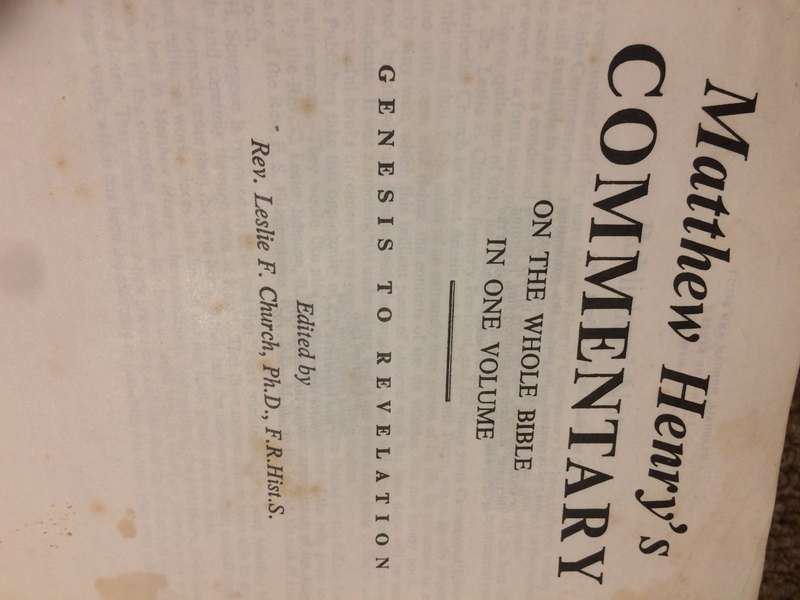 Matthew Henry's
COMMENTARY
ON THE WHOLE BIBLE
IN ONE VOLUME
GENESIS TO REVELATION
Edited by
Rev. Leslie F. Church, Ph.D., F.R.Hist.S.